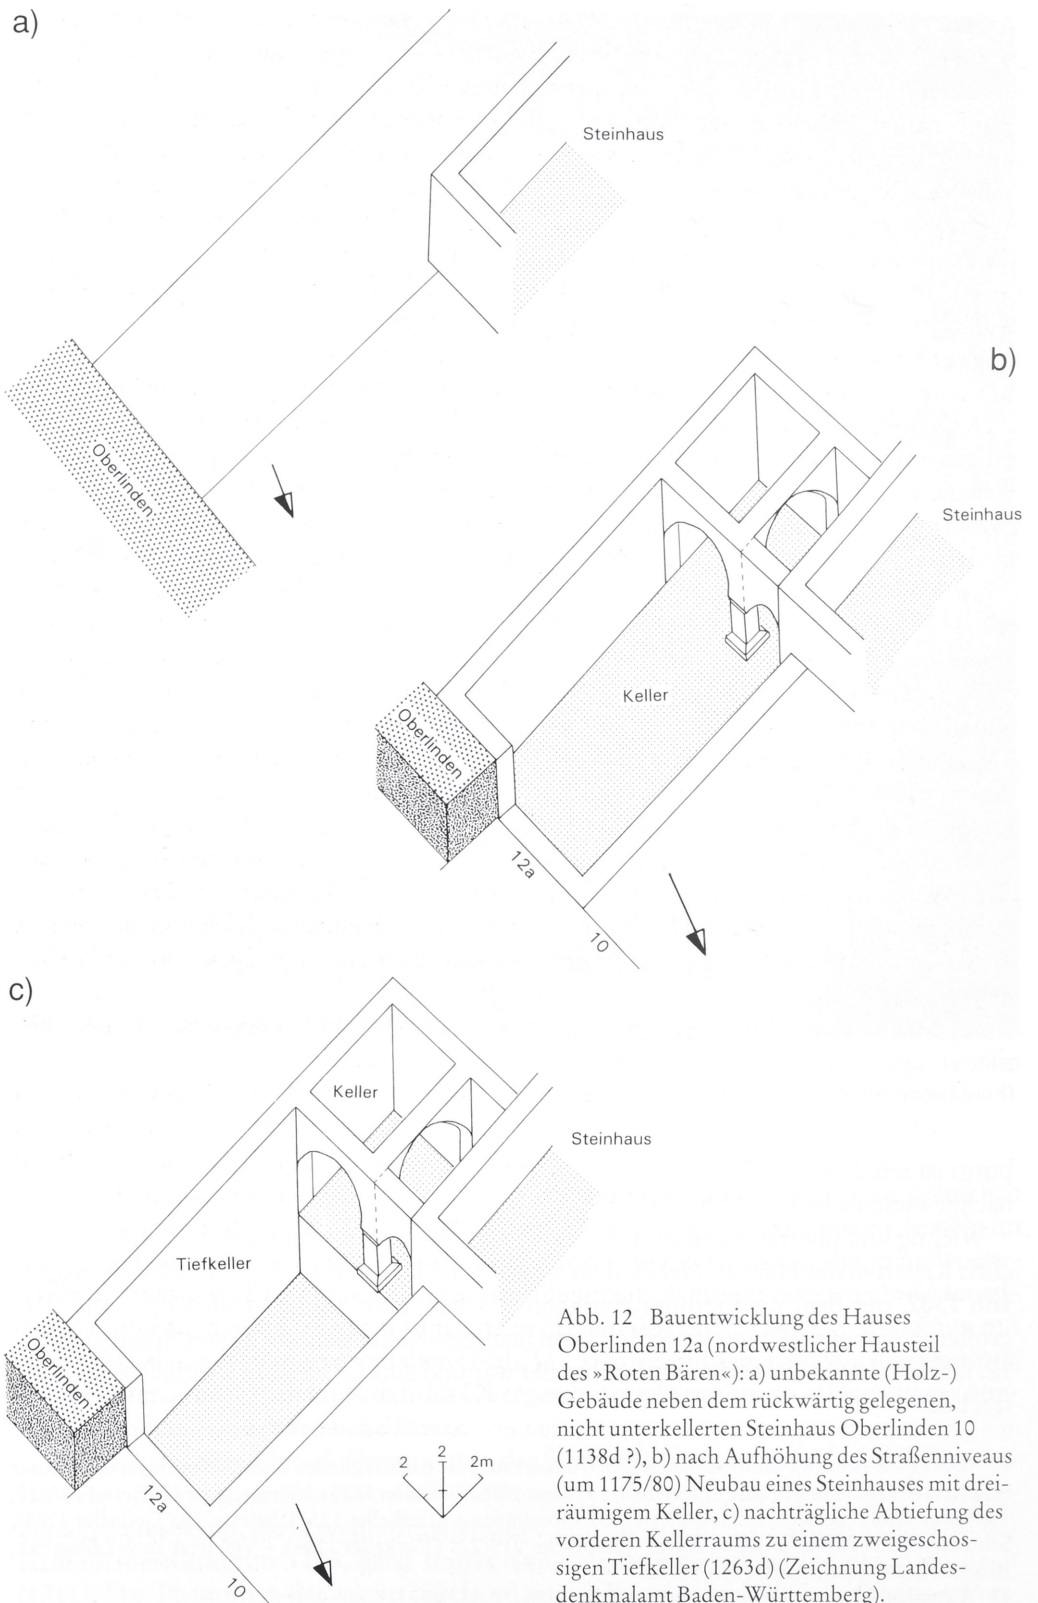 a)
Steinhaus
Oberlinden
b)
Steinhaus
Keller
Oberlinden
12a
10
c)
Keller
Steinhaus
Tiefkeller
Oberlinden
12a
10
2 2 2m
Abb. 12 Bauentwicklung des Hauses
Oberlinden 12a (nordwestlicher Hausteil
des »Roten Bären«): a) unbekannte (Holz-)
Gebäude neben dem rückwärtig gelegenen,
nicht unterkellerten Steinhaus Oberlinden 10
(1138d ?), b) nach Aufhöhung des Straßenniveaus
(um 1175/80) Neubau eines Steinhauses mit drei-
räumigem Keller, c) nachträgliche Abtiefung des
vorderen Kellerraums zu einem zweigeschos-
sigen Tiefkeller (1263d) (Zeichnung Landes-
denkmalamt Baden-Württemberg).